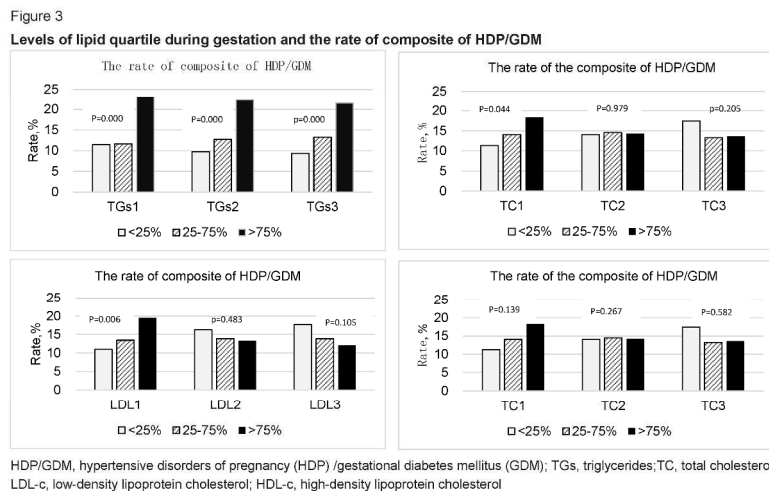 Figure 3
Levels of lipid quartile during gestation and the rate of composite of HDP/GDM
The rate of composite of HDP/GDM
Rate,%
25
20
15
10
5
0
P=0.000
P=0.000
p=0.000
TGs1 TGs2 TGs3
<25% 25-75% >75%
The rate of the composite of HDP/GDM
Rate,%
25
20
15
10
5
0
P=0.044
P=0.979
p=0.205
TC1 TC2 TC3
<25% 25-75% >75%
The rate of composite of HDP/GDM
Rate,%
25
20
15
10
5
0
P=0.006
p=0.483
p=0.105
LDL1 LDL2 LDL3
<25% 25-75% >75%
The rate of the composite of HDP/GDM
Rate,%
25
20
15
10
5
0
P=0.139
P=0.267
p=0.582
TC1 TC2 TC3
<25% 25-75% >75%
HDP/GDM, hypertensive disorders of pregnancy (HDP) /gestational diabetes mellitus (GDM); TGs, triglycerides;TC, total cholestero
LDL-c, low-density lipoprotein cholesterol; HDL-c, high-density lipoprotein cholesterol